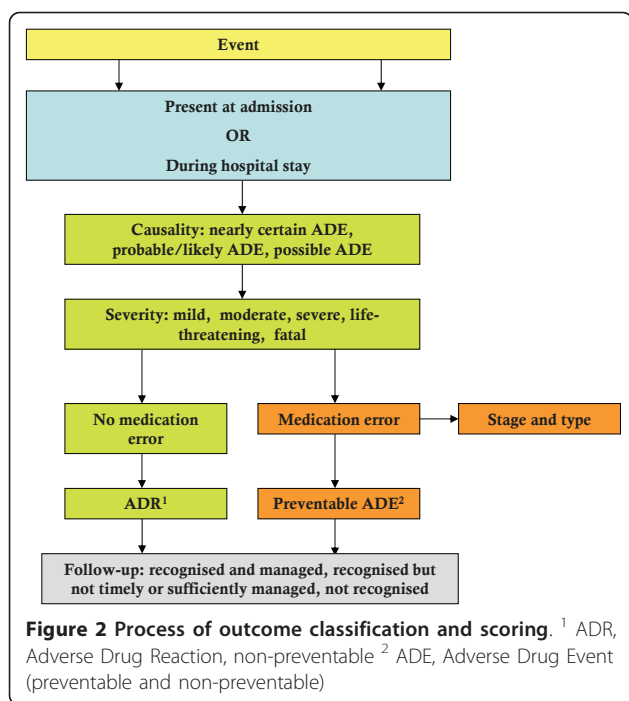 Event
Present at admission
OR
During hospital stay
Causality: nearly certain ADE,
probable/likely ADE, possible ADE
Severity: mild, moderate, severe, life-
threatening, fatal
No medication
error
Medication error
Stage and type
ADR¹
Preventable ADE²
Follow-up: recognised and managed, recognised but
not timely or sufficiently managed, not recognised
Figure 2 Process of outcome classification and scoring. ¹ ADR,
Adverse Drug Reaction, non-preventable ² ADE, Adverse Drug Event
(preventable and non-preventable)